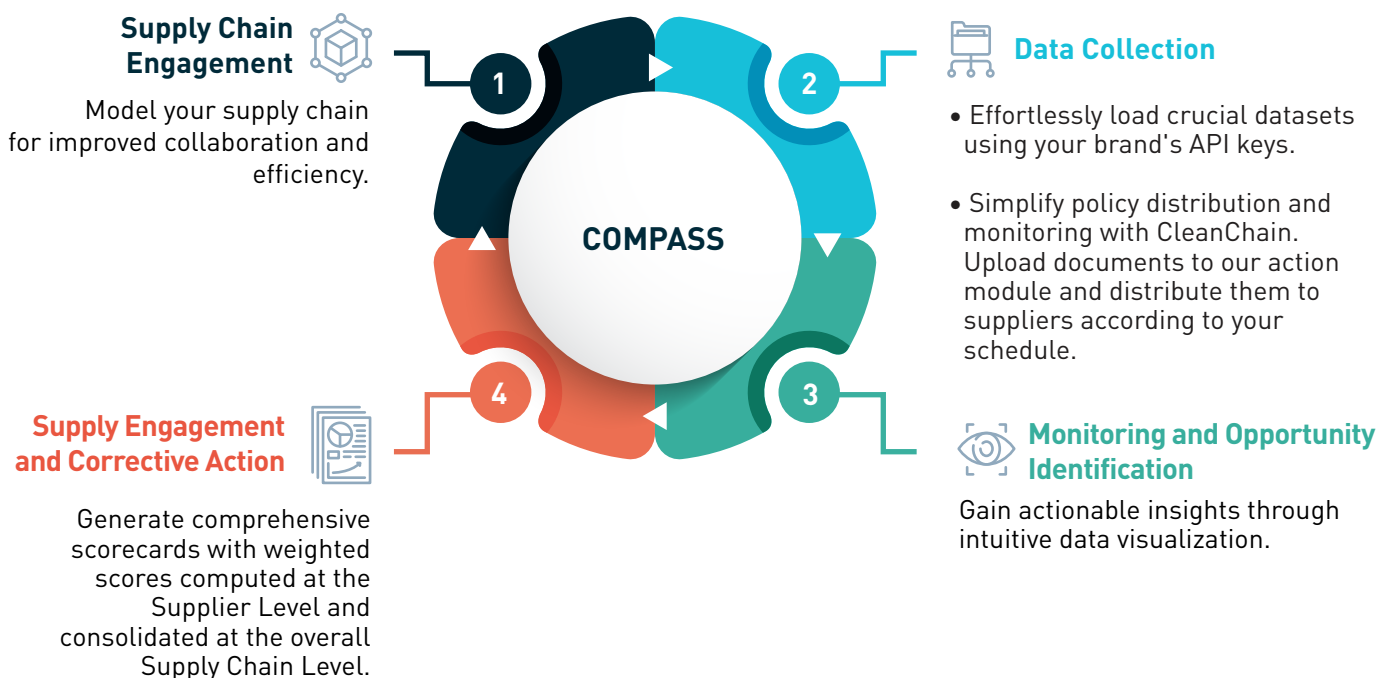 Supply Chain
Engagement
1
Model your supply chain
for improved collaboration and
efficiency.
2
Data Collection
• Effortlessly load crucial datasets
using your brand's API keys.
• Simplify policy distribution and
monitoring with CleanChain.
Upload documents to our action
module and distribute them to
suppliers according to your
schedule.
COMPASS
3
Monitoring and Opportunity
Identification
Gain actionable insights through
intuitive data visualization.
4
Supply Engagement
and Corrective Action
Generate comprehensive
scorecards with weighted
scores computed at the
Supplier Level and
consolidated at the overall
Supply Chain Level.